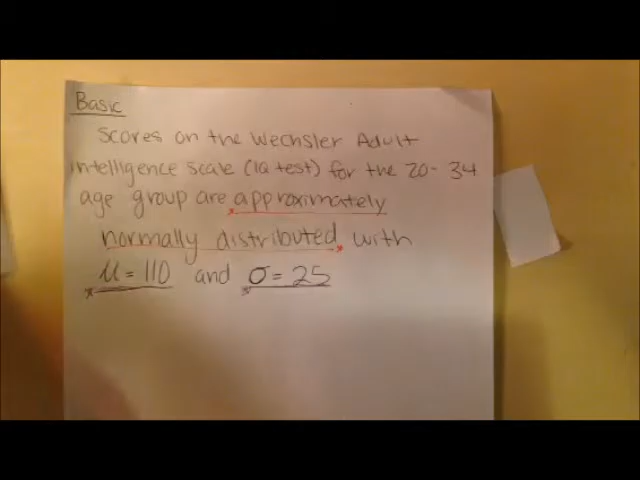 Basic
Scores on the Wechsler Adult
intelligence scale (IQ test) for the 20-34
age group are approximately
normally distributed with
μ = 110 and σ = 25